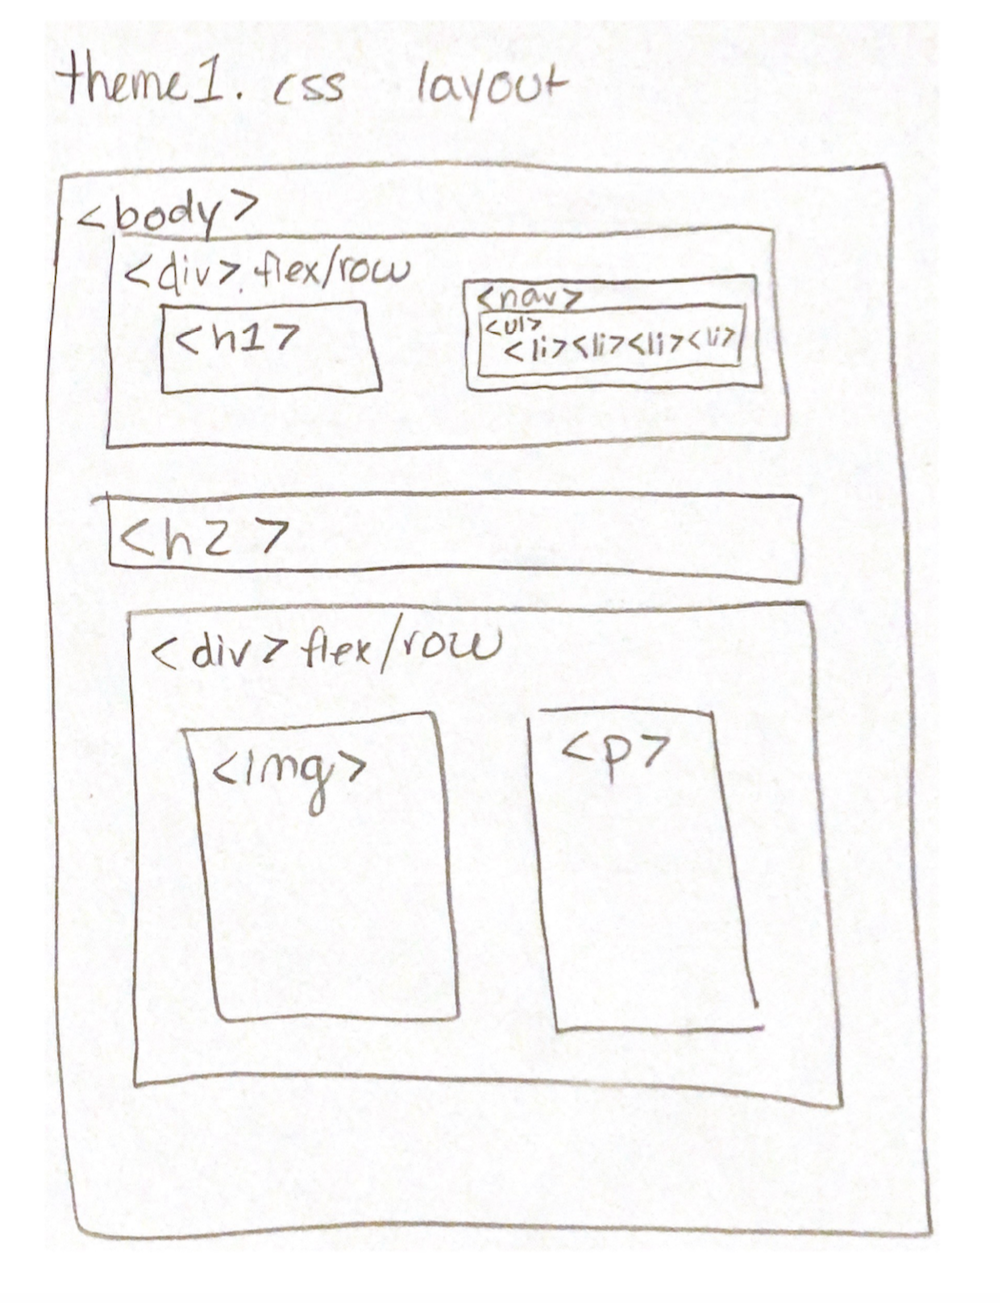 theme1.css layout
<body>
<div>.flex/row
<h1>
<nav>
<ul>
<li><li><li><li>
<h2>
<div>flex/row
<img>
<p>